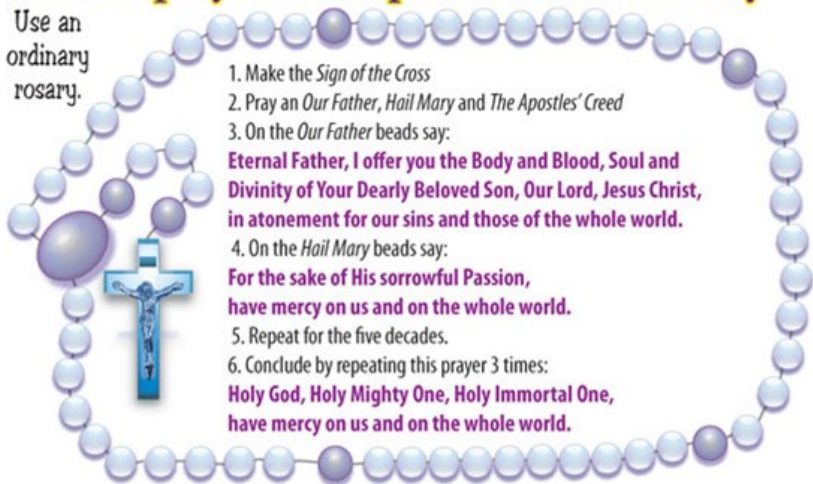 Use an
ordinary
rosary.
1. Make the Sign of the Cross
2. Pray an Our Father, Hail Mary and The Apostles' Creed
3. On the Our Father beads say:
Eternal Father, I offer you the Body and Blood, Soul and
Divinity of Your Dearly Beloved Son, Our Lord, Jesus Christ,
in atonement for our sins and those of the whole world.
4. On the Hail Mary beads say:
For the sake of His sorrowful Passion,
have mercy on us and on the whole world.
5. Repeat for the five decades.
6. Conclude by repeating this prayer 3 times:
Holy God, Holy Mighty One, Holy Immortal One,
have mercy on us and on the whole world.